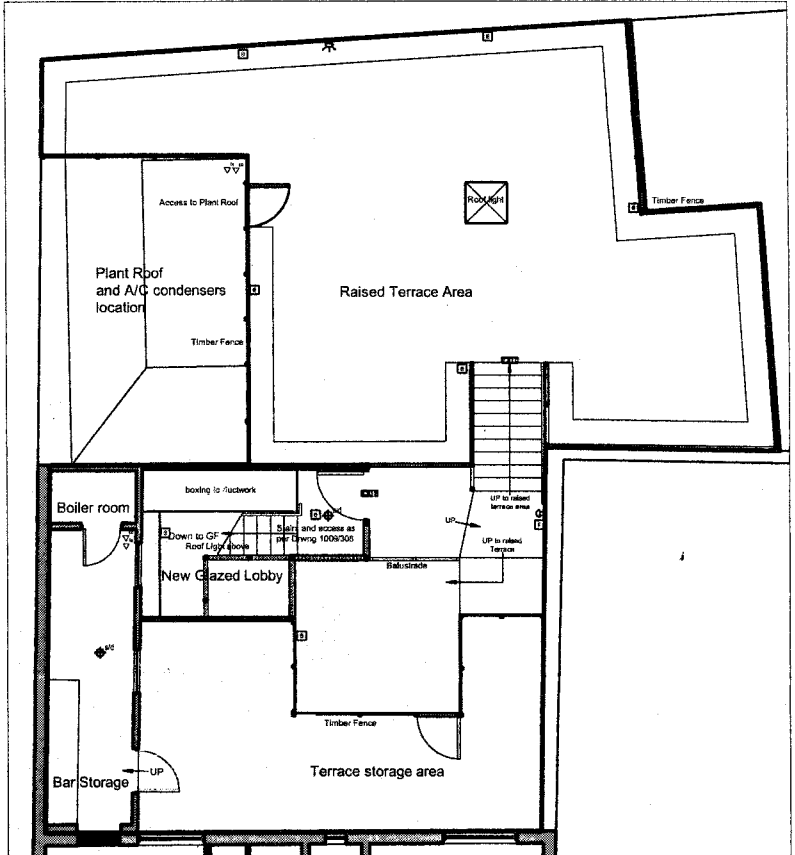 Access to Plant Roof
Roof light
Timber Fence
Plant Roof
and A/C condensers
location
Raised Terrace Area
Timber Fence
boxing to ductwork
Boiler room
UP to raised
terrace area
Down to GF
Stairs and access as
per Drwng 1009/306
Roof Light above
UP
UP to raised
Terrace
Balustrade
New Glazed Lobby
s/d
s/d
Timber Fence
UP
Bar Storage
Terrace storage area